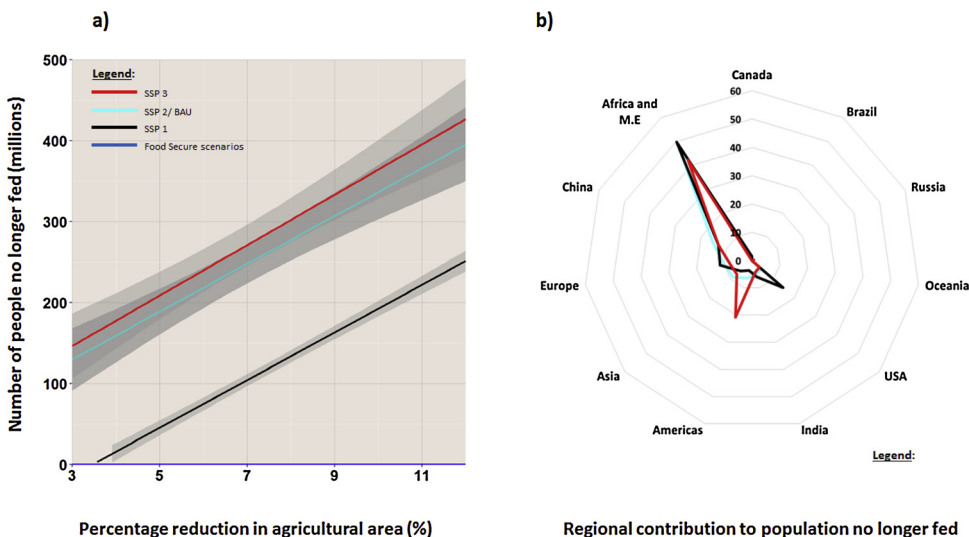 a)
Number of people no longer fed (millions)
500
400
300
200
100
0
Legend:
SSP 3
SSP 2/ BAU
SSP 1
Food Secure scenarios
3
5
7
9
11
Percentage reduction in agricultural area (%)
b)
Canada
Brazil
Russia
Oceania
USA
India
Americas
Asia
Europe
China
Africa and
M.E
60
50
40
30
20
10
0
Legend:
Regional contribution to population no longer fed